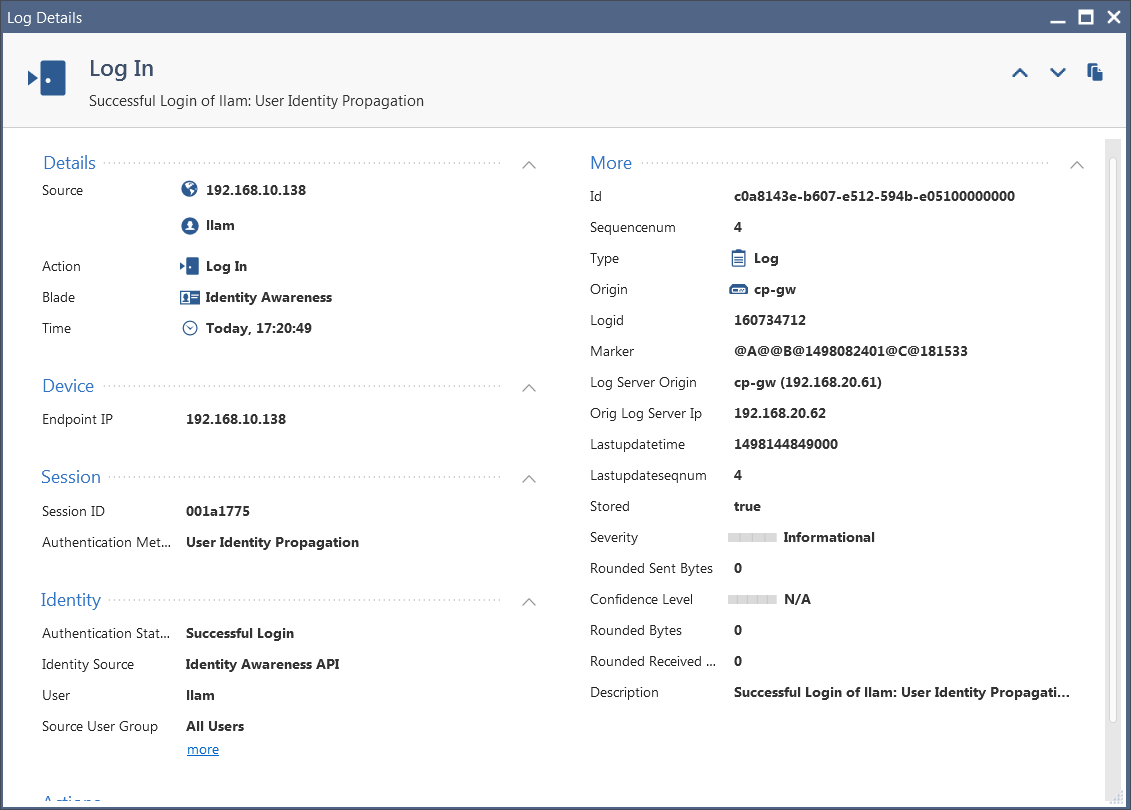 Log Details
Log In
Successful Login of llam: User Identity Propagation
Details
Source 192.168.10.138
llam
Action Log In
Blade Identity Awareness
Time Today, 17:20:49
Device
Endpoint IP 192.168.10.138
Session
Session ID 001a1775
Authentication Met... User Identity Propagation
Identity
Authentication Stat... Successful Login
Identity Source Identity Awareness API
User llam
Source User Group All Users
more
Actions
More
Id c0a8143e-b607-e512-594b-e05100000000
Sequencenum 4
Type Log
Origin cp-gw
Logid 160734712
Marker @A@@B@1498082401@C@181533
Log Server Origin cp-gw (192.168.20.61)
Orig Log Server Ip 192.168.20.62
Lastupdatetime 1498144849000
Lastupdateseqnum 4
Stored true
Severity Informational
Rounded Sent Bytes 0
Confidence Level N/A
Rounded Bytes 0
Rounded Received ... 0
Description Successful Login of llam: User Identity Propagati...